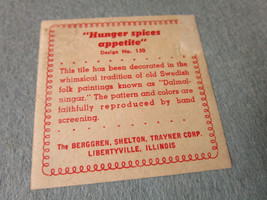 "Hunger spices
appetite"
Design No. 130
This tile has been decorated in the
whimsical tradition of old Swedish
folk paintings known as "Dalmal-
ningar." The pattern and colors are
faithfully reproduced by hand
screening.
The BERGGREN, SHELTON, TRAYNER CORP.
LIBERTYVILLE, ILLINOIS